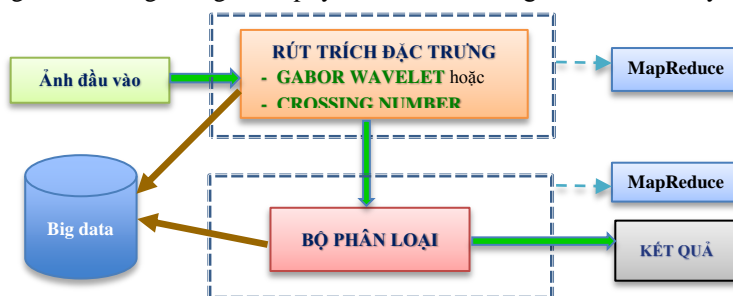 RÚT TRÍCH ĐẶC TRƯNG
Ảnh đầu vào
- GABOR WAVELET hoặc
- CROSSING NUMBER
MapReduce
MapReduce
Big data
BỘ PHÂN LOẠI
KẾT QUẢ